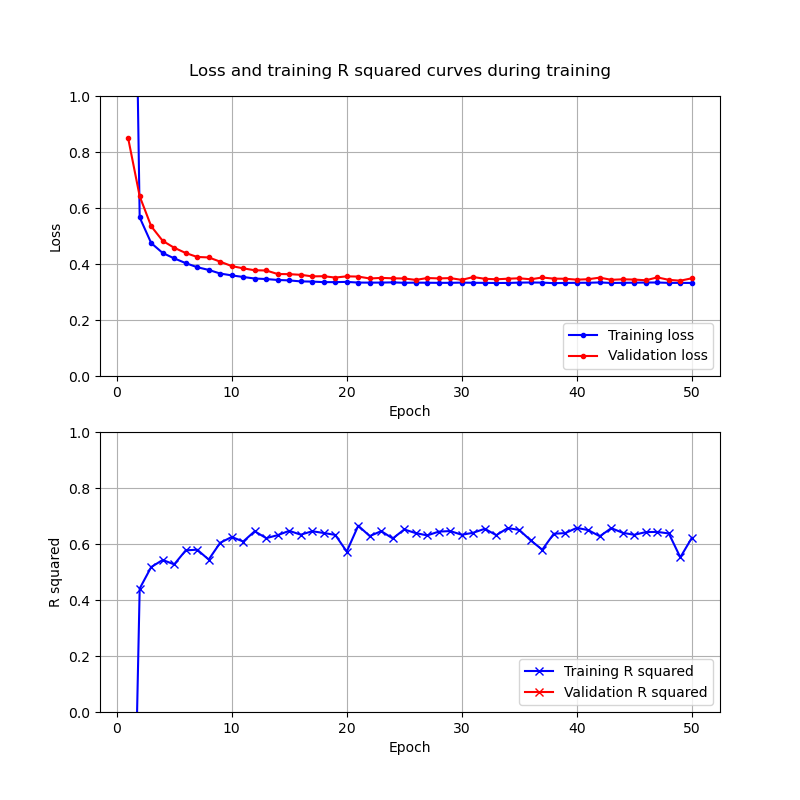 Loss and training R squared curves during training
1.0
0.8
0.6
0.4
0.2
0.0
Loss
Training loss
Validation loss
0 10 20 30 40 50
Epoch
1.0
0.8
0.6
0.4
0.2
0.0
R squared
Training R squared
Validation R squared
0 10 20 30 40 50
Epoch